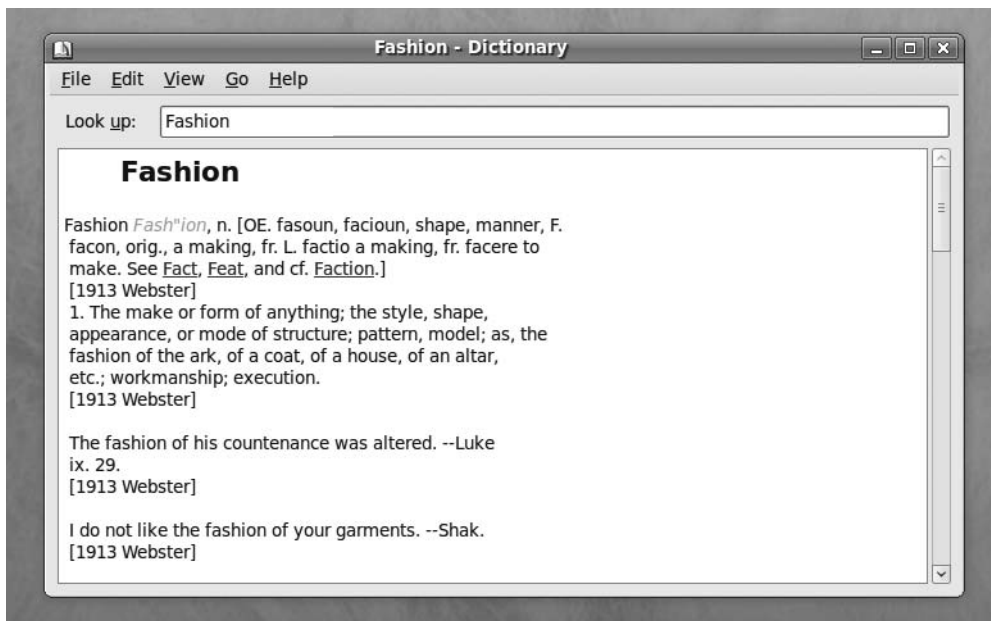 Fashion - Dictionary
File Edit View Go Help
Look up: Fashion
Fashion
Fashion Fash"ion, n. [OE. fasoun, facioun, shape, manner, F.
facon, orig., a making, fr. L. factio a making, fr. facere to
make. See Fact, Feat, and cf. Faction.]
[1913 Webster]
1. The make or form of anything; the style, shape,
appearance, or mode of structure; pattern, model; as, the
fashion of the ark, of a coat, of a house, of an altar,
etc.; workmanship; execution.
[1913 Webster]
The fashion of his countenance was altered. --Luke
ix. 29.
[1913 Webster]
I do not like the fashion of your garments. --Shak.
[1913 Webster]